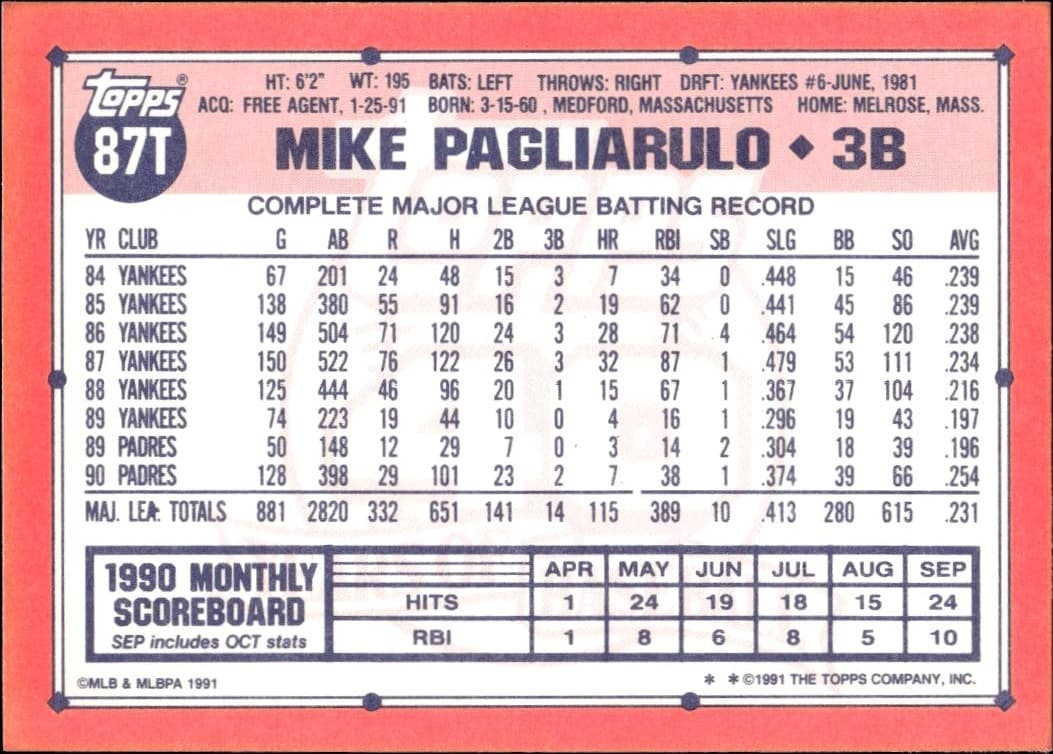 topps®
87T
HT: 6'2" WT: 195 BATS: LEFT THROWS: RIGHT DRFT: YANKEES #6-JUNE, 1981
ACQ: FREE AGENT, 1-25-91 BORN: 3-15-60, MEDFORD, MASSACHUSETTS HOME: MELROSE, MASS.
MIKE PAGLIARULO ◆ 3B
COMPLETE MAJOR LEAGUE BATTING RECORD
YR CLUB G AB R H 2B 3B HR RBI SB SLG BB SO AVG
84 YANKEES 67 201 24 48 15 3 7 34 0 .448 15 46 .239
85 YANKEES 138 380 55 91 16 2 19 62 0 .441 45 86 .239
86 YANKEES 149 504 71 120 24 3 28 71 4 .464 54 120 .238
87 YANKEES 150 522 76 122 26 3 32 87 1 .479 53 111 .234
88 YANKEES 125 444 46 96 20 1 15 67 1 .367 37 104 .216
89 YANKEES 74 223 19 44 10 0 4 16 1 .296 19 43 .197
89 PADRES 50 148 12 29 7 0 3 14 2 .304 18 39 .196
90 PADRES 128 398 29 101 23 2 7 38 1 .374 39 66 .254
MAJ. LEA. TOTALS 881 2820 332 651 141 14 115 389 10 .413 280 615 .231
1990 MONTHLY SCOREBOARD
SEP includes OCT stats
APR MAY JUN JUL AUG SEP
HITS 1 24 19 18 15 24
RBI 1 8 6 8 5 10
©MLB & MLBPA 1991
* * ©1991 THE TOPPS COMPANY, INC.